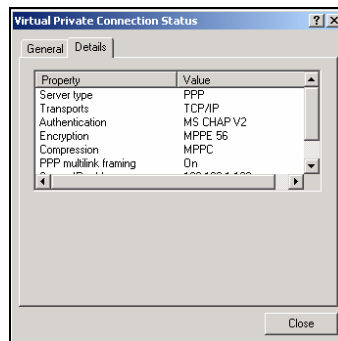 Virtual Private Connection Status
General Details
Property Value
Server type PPP
Transports TCP/IP
Authentication MS CHAP V2
Encryption MPPE 56
Compression MPPC
PPP multilink framing On
Close